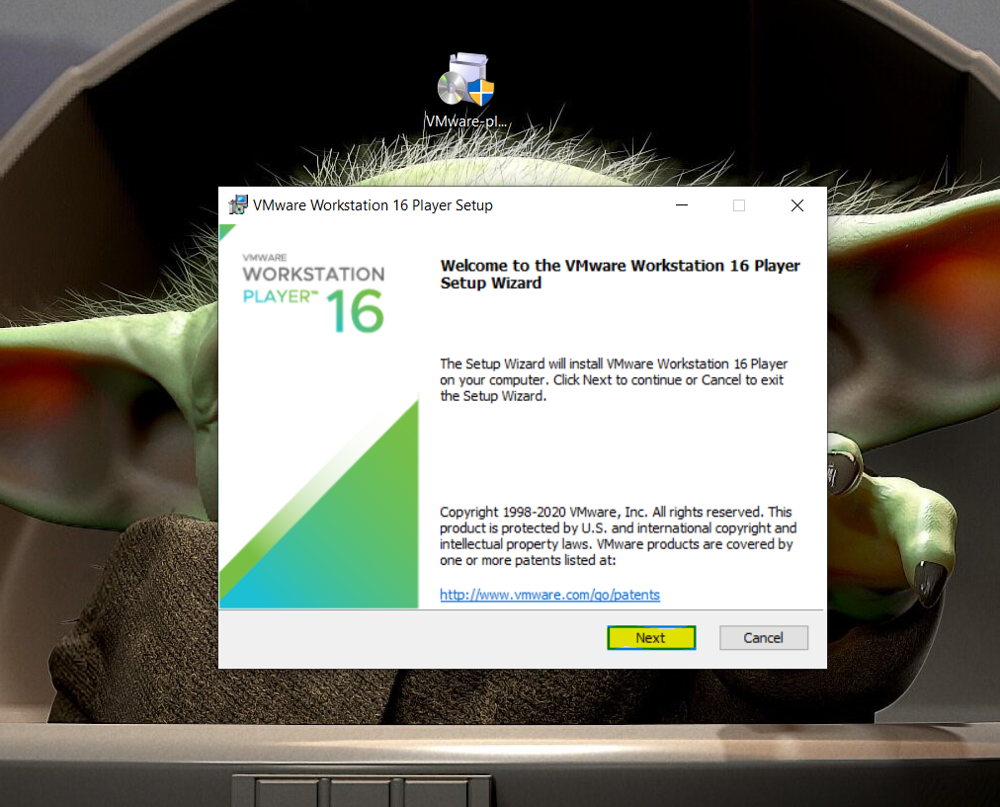 VMware-pl...
VMware Workstation 16 Player Setup
VMWARE
WORKSTATION
PLAYER™ 16
Welcome to the VMware Workstation 16 Player
Setup Wizard
The Setup Wizard will install VMware Workstation 16 Player
on your computer. Click Next to continue or Cancel to exit
the Setup Wizard.
Copyright 1998-2020 VMware, Inc. All rights reserved. This
product is protected by U.S. and international copyright and
intellectual property laws. VMware products are covered by
one or more patents listed at:
http://www.vmware.com/go/patents
Next
Cancel